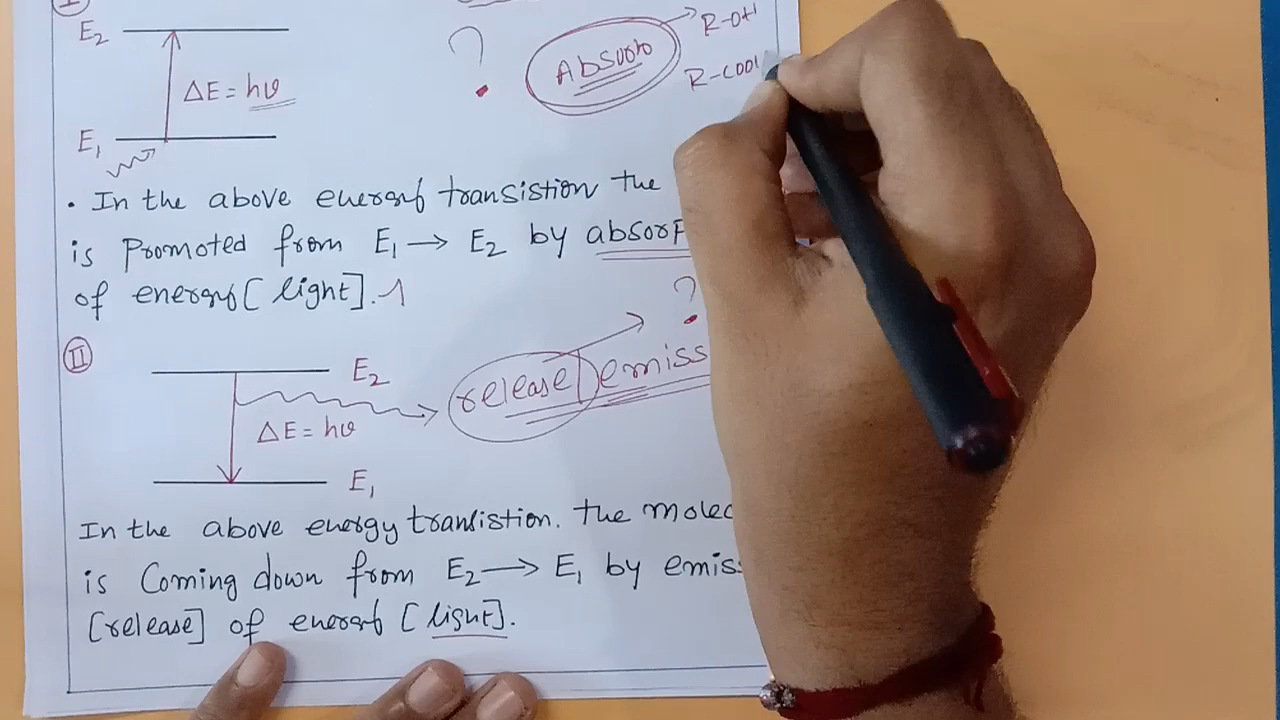 I
E₂
ΔE = hυ
E₁
?
Absorb
R-OH
R-COO
• In the above energy transistion the
is Promoted from E₁ → E₂ by absorp
of energy [light].
II
E₂
ΔE = hυ
E₁
?
release/emiss
In the above energy transistion. The molec
is Coming down from E₂ → E₁ by emiss
[release] of energy [light].